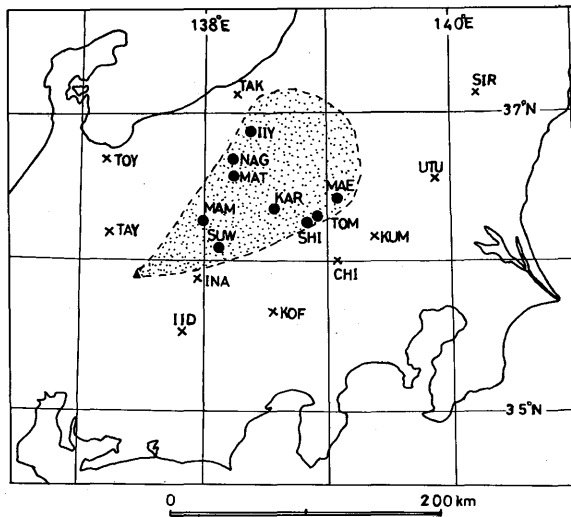 138°E
140°E
TAK
SIR
37°N
IIY
TOY
NAG
MAT
UTU
MAE
KAR
MAM
TAY
TOM
SHI
KUM
SUW
CHI
INA
KOF
IID
35°N
0
200 km